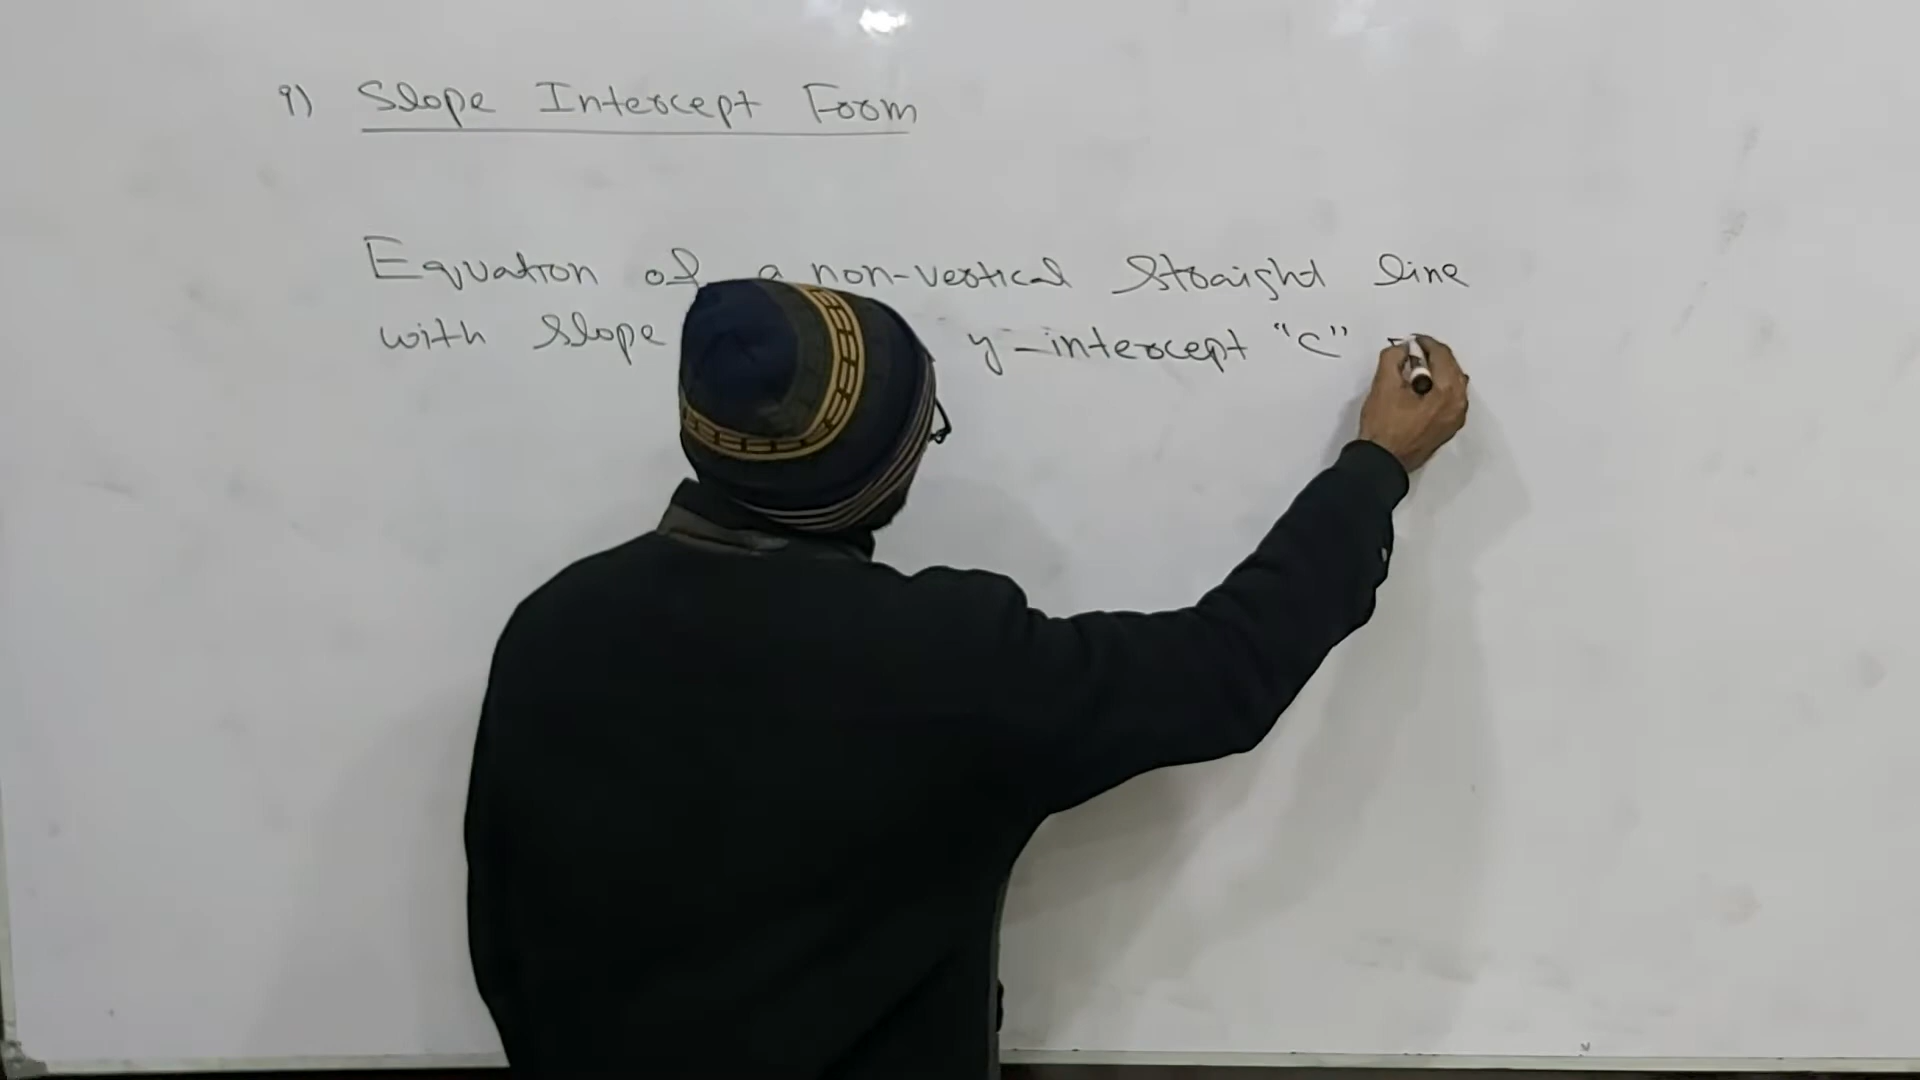 9) Slope Intercept Form
Equation of a non-vertical straight line
with slope y-intercept "c"